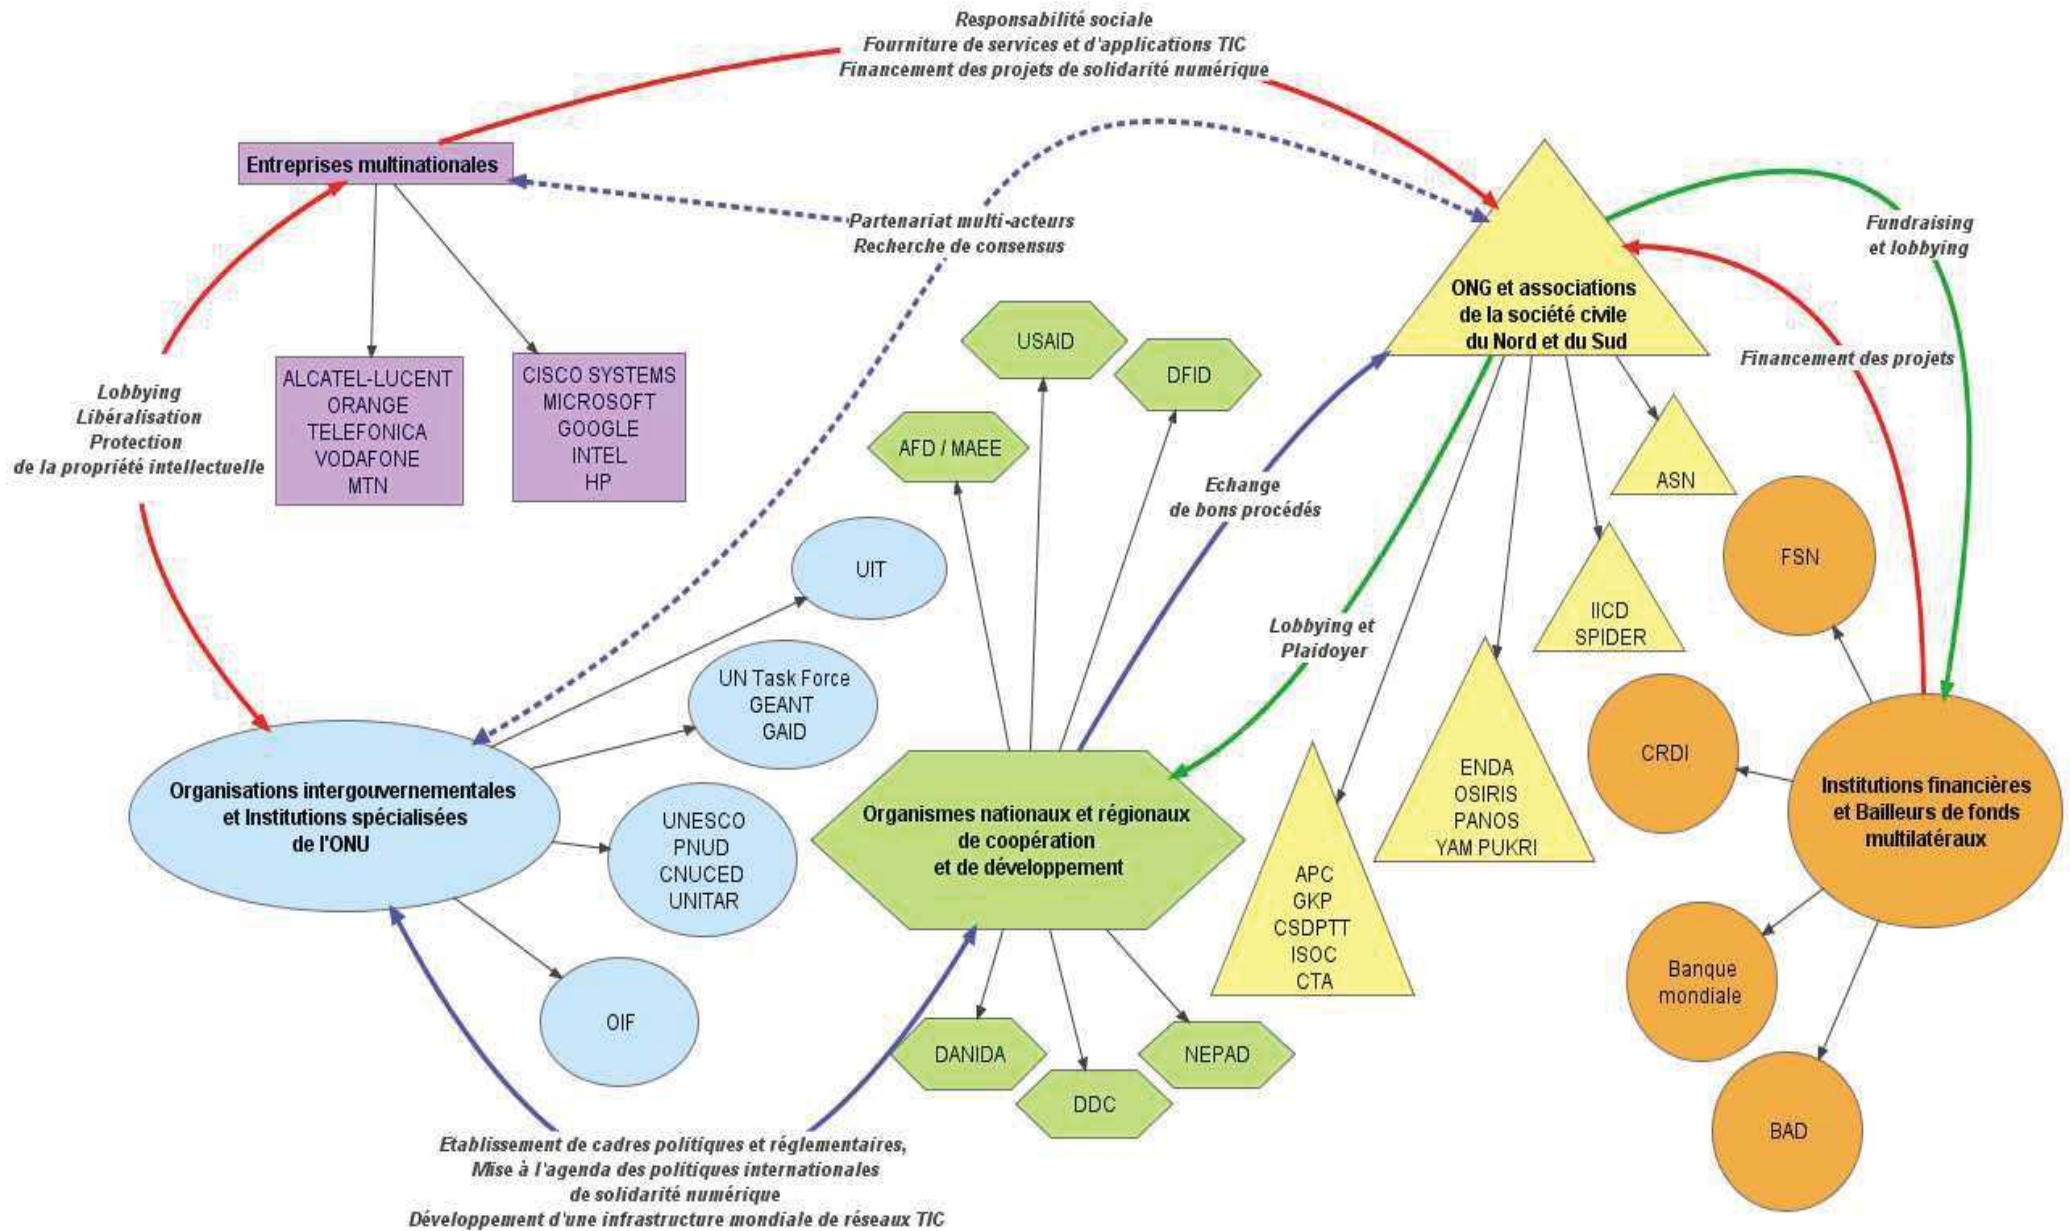 Responsabilité sociale
Fourniture de services et d'applications TIC
Financement des projets de solidarité numérique
Entreprises multinationales
Partenariat multi-acteurs
Recherche de consensus
Fundraising
et lobbying
ONG et associations
de la société civile
du Nord et du Sud
Financement des projets
USAID
DFID
AFD / MAEE
ALCATEL-LUCENT
ORANGE
TELEFONICA
VODAFONE
MTN
CISCO SYSTEMS
MICROSOFT
GOOGLE
INTEL
HP
Lobbying
Libéralisation
Protection
de la propriété intellectuelle
Echange
de bons procédés
ASN
FSN
UIT
IICD
SPIDER
Lobbying et
Plaidoyer
UN Task Force
GEANT
GAID
CRDI
ENDA
OSIRIS
PANOS
YAM PUKRI
Organisations intergouvernementales
et Institutions spécialisées
de l'ONU
UNESCO
PNUD
CNUCED
UNITAR
Organismes nationaux et régionaux
de coopération
et de développement
Institutions financières
et Bailleurs de fonds
multilatéraux
APC
GKP
CSDPTT
ISOC
CTA
Banque
mondiale
OIF
DANIDA
DDC
NEPAD
BAD
Etablissement de cadres politiques et réglementaires,
Mise à l'agenda des politiques internationales
de solidarité numérique
Développement d'une infrastructure mondiale de réseaux TIC